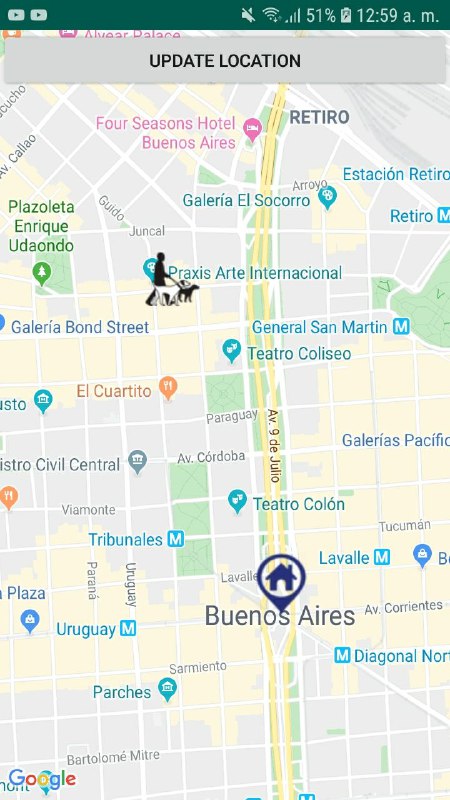 51% 12:59 a. m.
Alvear Palace
UPDATE LOCATION
Av. Callao
Four Seasons Hotel
Buenos Aires
RETIRO
Estación Retiro
Arroyo
Galería El Socorro
Guido
Plazoleta
Enrique
Udaondo
Retiro M
Juncal
Praxis Arte Internacional
Galería Bond Street
General San Martin M
Teatro Coliseo
El Cuartito
usto
Paraguay
Av. 9 de Julio
Galerías Pacífic
istro Civil Central
Av. Córdoba
Viamonte
Teatro Colón
Tucumán
Tribunales M
Lavalle M
Paraná
Uruguay
Lavalle
a Plaza
Buenos Aires
Av. Corrientes
Uruguay M
M Diagonal Nort
Sarmiento
Parches
Bartolomé Mitre
Google